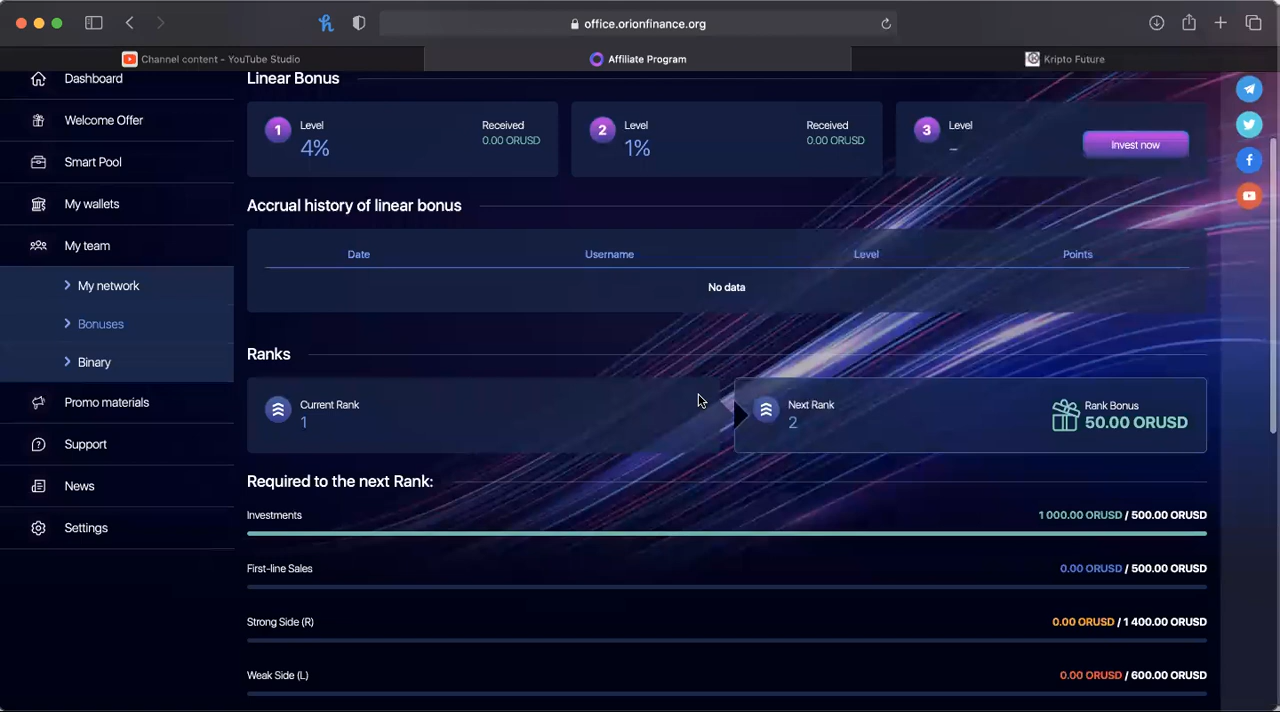 office.orionfinance.org
Channel content - YouTube Studio
Affiliate Program
Kripto Future
Dashboard
Welcome Offer
Smart Pool
My wallets
My team
My network
Bonuses
Binary
Promo materials
Support
News
Settings
Linear Bonus
1 Level 4% Received 0.00 ORUSD
2 Level 1% Received 0.00 ORUSD
3 Level – Invest now
Accrual history of linear bonus
Date Username Level Points
No data
Ranks
Current Rank 1
Next Rank 2
Rank Bonus 50.00 ORUSD
Required to the next Rank:
Investments 1 000.00 ORUSD / 500.00 ORUSD
First-line Sales 0.00 ORUSD / 500.00 ORUSD
Strong Side (R) 0.00 ORUSD / 1 400.00 ORUSD
Weak Side (L) 0.00 ORUSD / 600.00 ORUSD